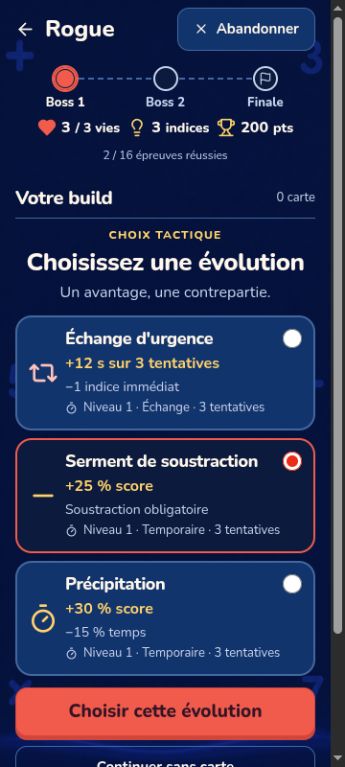 Rogue
Abandonner
Boss 1
Boss 2
Finale
3 / 3 vies
3 indices
200 pts
2 / 16 épreuves réussies
Votre build
0 carte
CHOIX TACTIQUE
Choisissez une évolution
Un avantage, une contrepartie.
Échange d'urgence
+12 s sur 3 tentatives
−1 indice immédiat
Niveau 1 · Échange · 3 tentatives
Serment de soustraction
+25 % score
Soustraction obligatoire
Niveau 1 · Temporaire · 3 tentatives
Précipitation
+30 % score
−15 % temps
Niveau 1 · Temporaire · 3 tentatives
Choisir cette évolution
Continuer sans carte